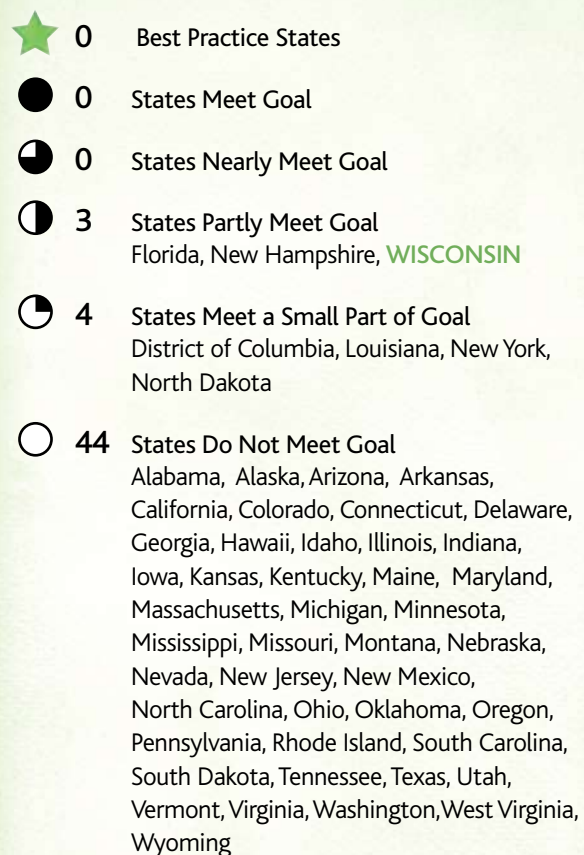 0 Best Practice States
0 States Meet Goal
0 States Nearly Meet Goal
3 States Partly Meet Goal
Florida, New Hampshire, WISCONSIN
4 States Meet a Small Part of Goal
District of Columbia, Louisiana, New York,
North Dakota
44 States Do Not Meet Goal
Alabama, Alaska, Arizona, Arkansas,
California, Colorado, Connecticut, Delaware,
Georgia, Hawaii, Idaho, Illinois, Indiana,
Iowa, Kansas, Kentucky, Maine, Maryland,
Massachusetts, Michigan, Minnesota,
Mississippi, Missouri, Montana, Nebraska,
Nevada, New Jersey, New Mexico,
North Carolina, Ohio, Oklahoma, Oregon,
Pennsylvania, Rhode Island, South Carolina,
South Dakota, Tennessee, Texas, Utah,
Vermont, Virginia, Washington,West Virginia,
Wyoming